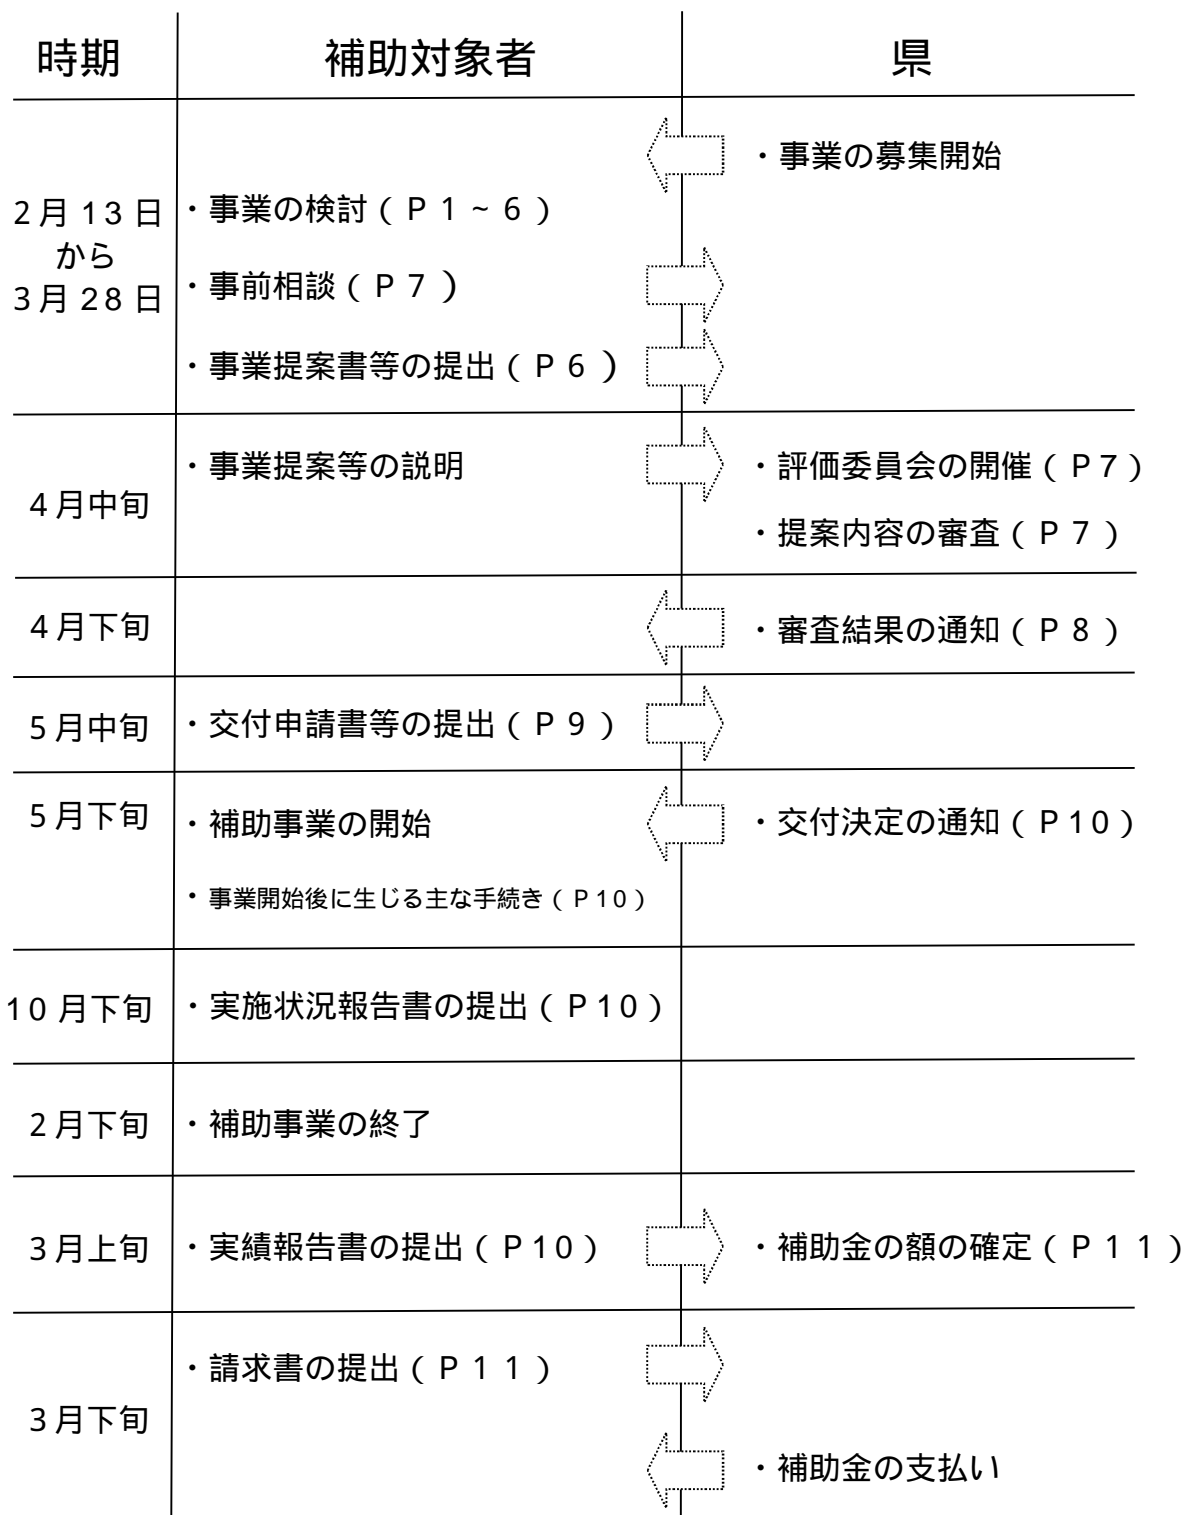 時期 補助対象者 県
・事業の募集開始
2月13日
から
3月28日
・事業の検討(P1~6)
・事前相談(P7)
・事業提案書等の提出(P6)
4月中旬
・事業提案等の説明
・評価委員会の開催(P7)
・提案内容の審査(P7)
4月下旬
・審査結果の通知(P8)
5月中旬
・交付申請書等の提出(P9)
5月下旬
・補助事業の開始
・交付決定の通知(P10)
・事業開始後に生じる主な手続き(P10)
10月下旬
・実施状況報告書の提出(P10)
2月下旬
・補助事業の終了
3月上旬
・実績報告書の提出(P10)
・補助金の額の確定(P11)
3月下旬
・請求書の提出(P11)
・補助金の支払い